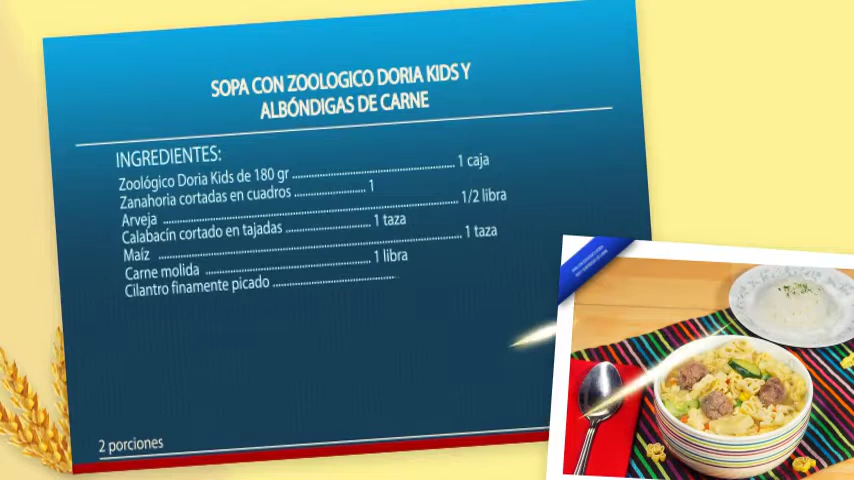 SOPA CON ZOOLOGICO DORIA KIDS Y
ALBÓNDIGAS DE CARNE
INGREDIENTES:
Zoológico Doria Kids de 180 gr ........................................ 1 caja
Zanahoria cortadas en cuadros .................. 1
Arveja ........................................................................ 1/2 libra
Calabacín cortado en tajadas .................... 1 taza
Maíz ........................................................................... 1 taza
Carne molida ......................................... 1 libra
Cilantro finamente picado ..............................
2 porciones